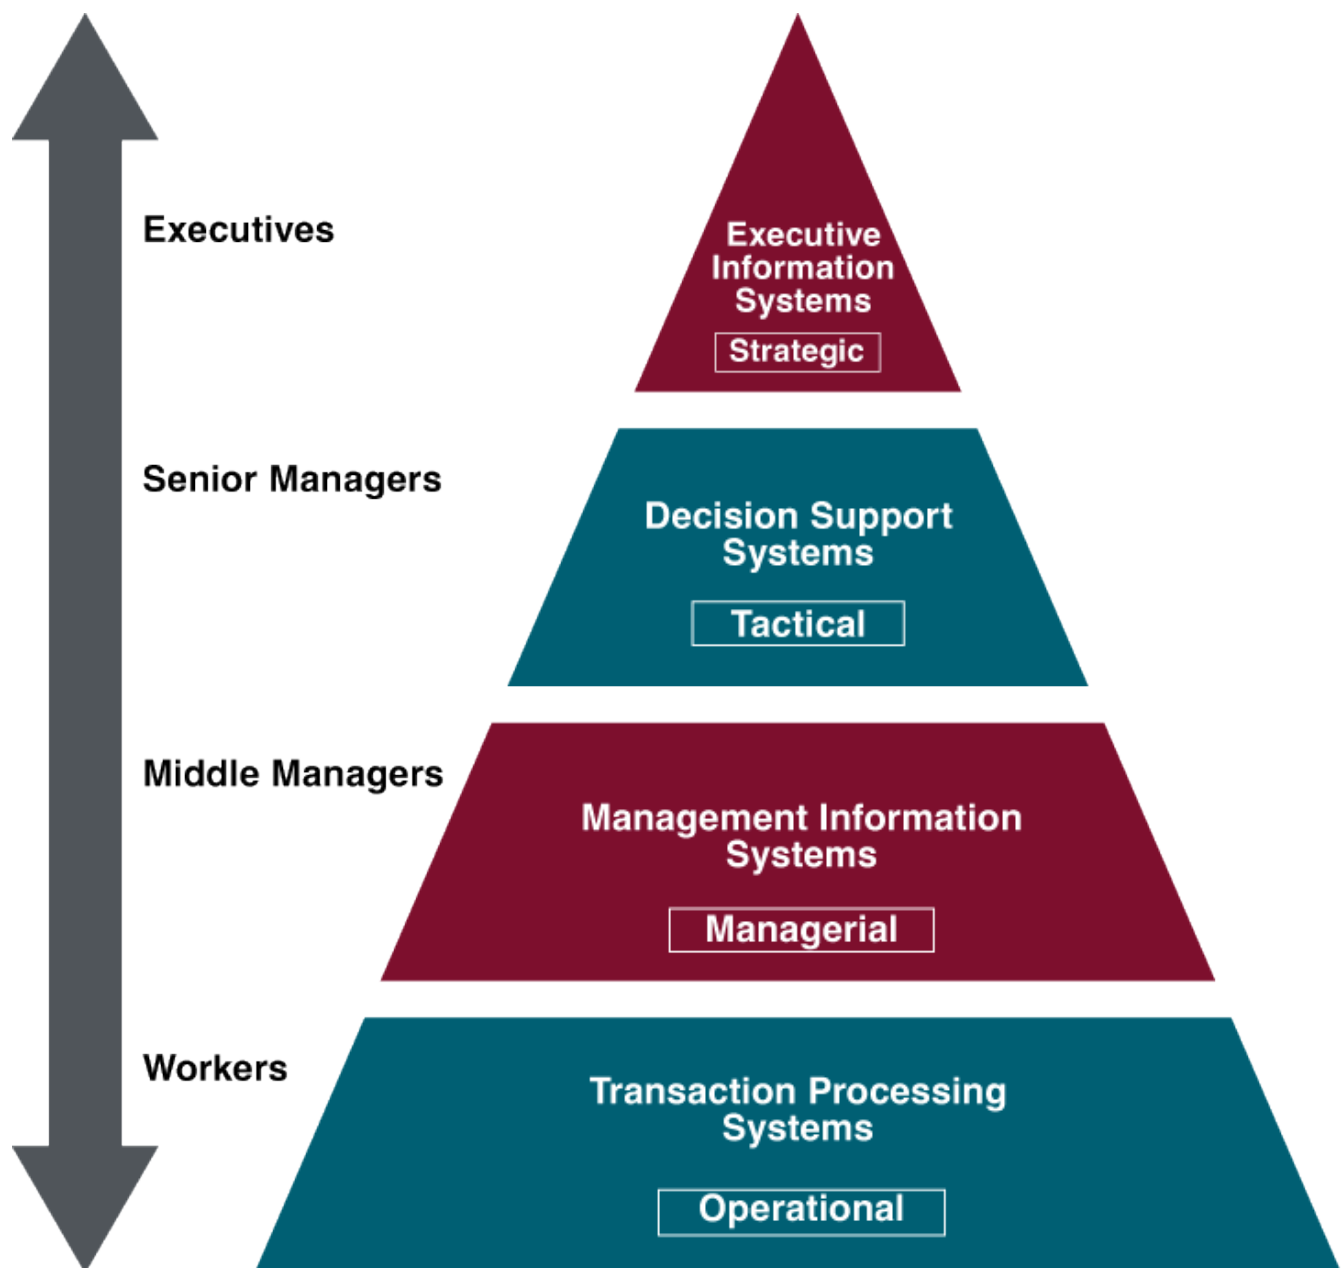 Executives
Executive
Information
Systems
Strategic
Senior Managers
Decision Support
Systems
Tactical
Middle Managers
Management Information
Systems
Managerial
Workers
Transaction Processing
Systems
Operational